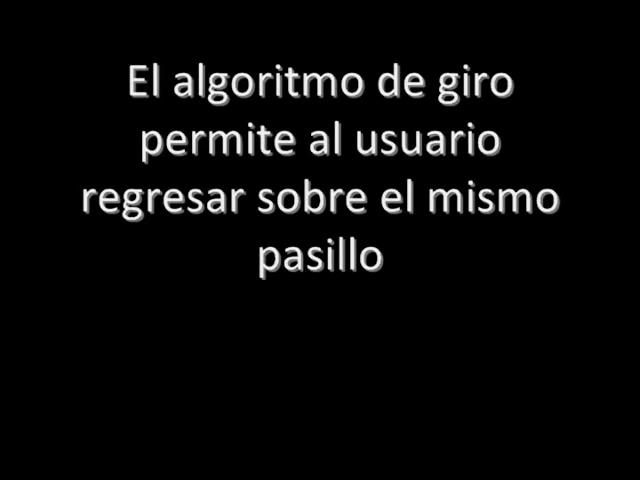 El algoritmo de giro
permite al usuario
regresar sobre el mismo
pasillo